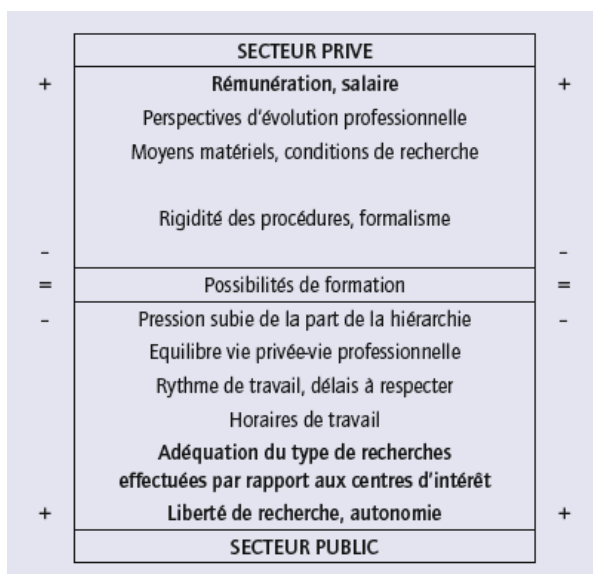 SECTEUR PRIVE
+ Rémunération, salaire +
Perspectives d'évolution professionnelle
Moyens matériels, conditions de recherche
Rigidité des procédures, formalisme
- -
= Possibilités de formation =
- Pression subie de la part de la hiérarchie -
Equilibre vie privée-vie professionnelle
Rythme de travail, délais à respecter
Horaires de travail
Adéquation du type de recherches
effectuées par rapport aux centres d'intérêt
+ Liberté de recherche, autonomie +
SECTEUR PUBLIC